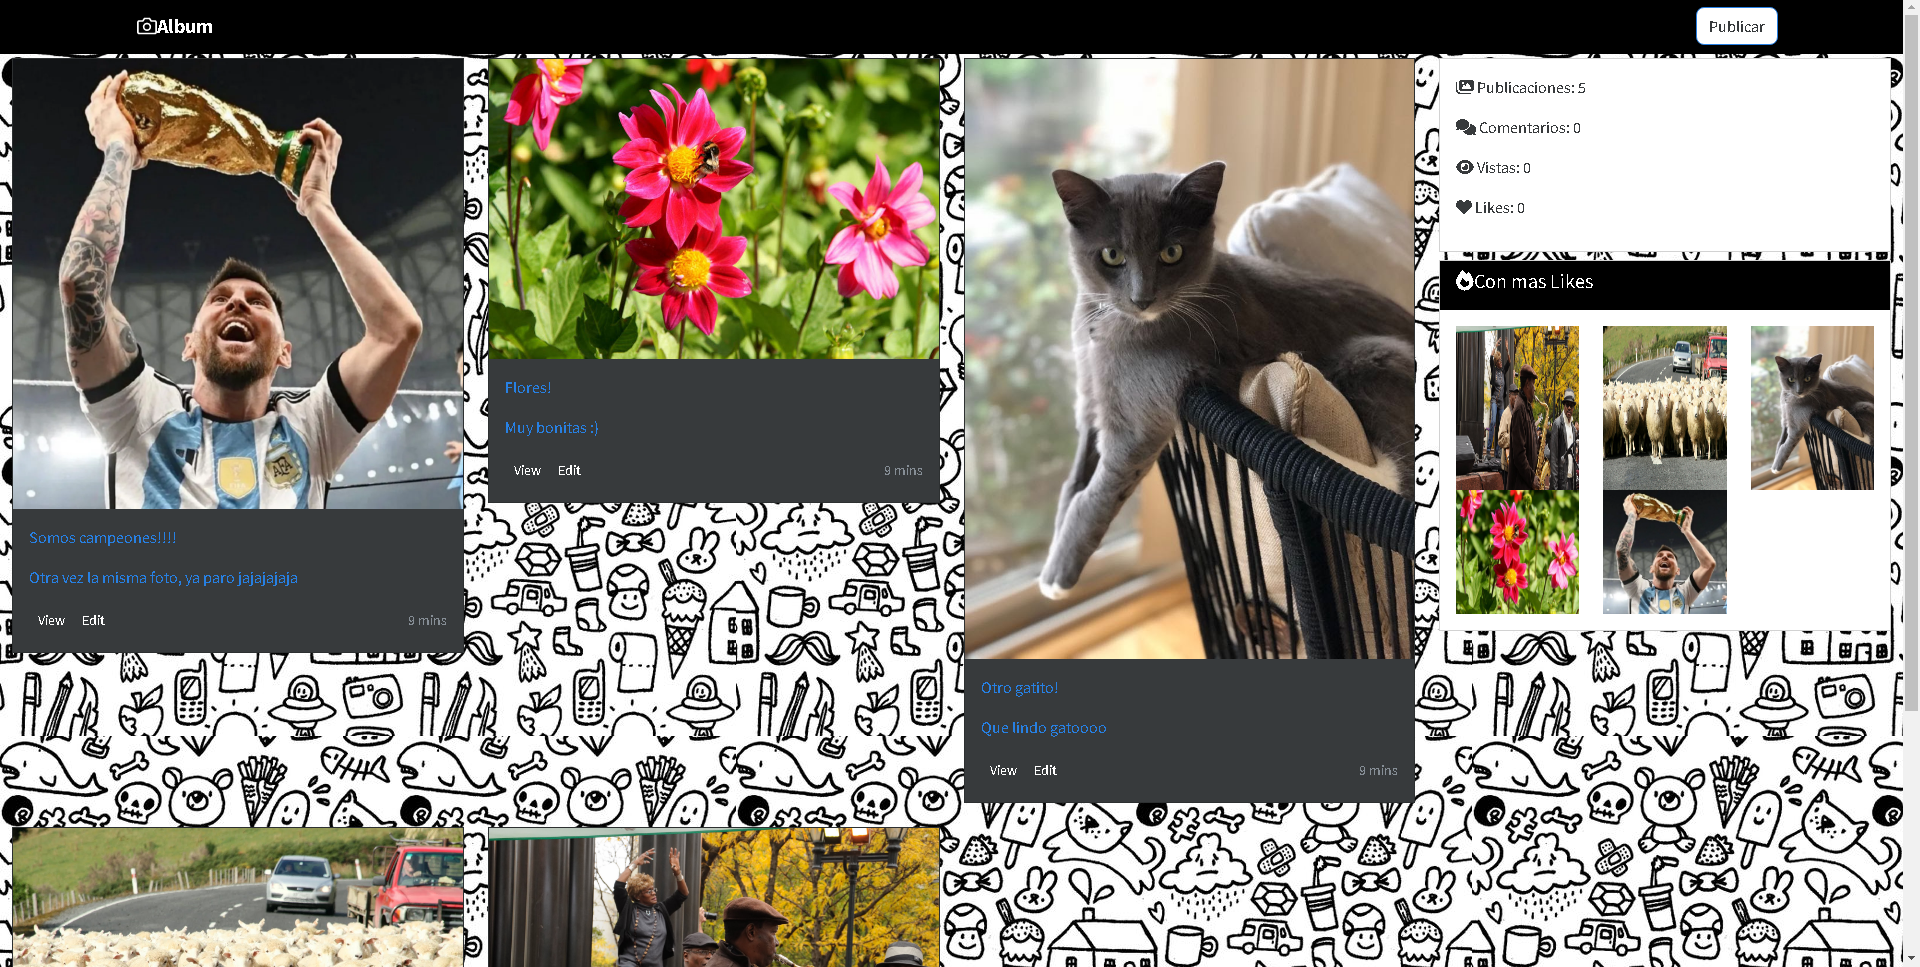 Album
Publicar
Somos campeones!!!!
Otra vez la misma foto, ya paro jajajajaja
View Edit 9 mins
Flores!
Muy bonitas :)
View Edit 9 mins
Otro gatito!
Que lindo gatoooo
View Edit 9 mins
Publicaciones: 5
Comentarios: 0
Vistas: 0
Likes: 0
Con mas Likes